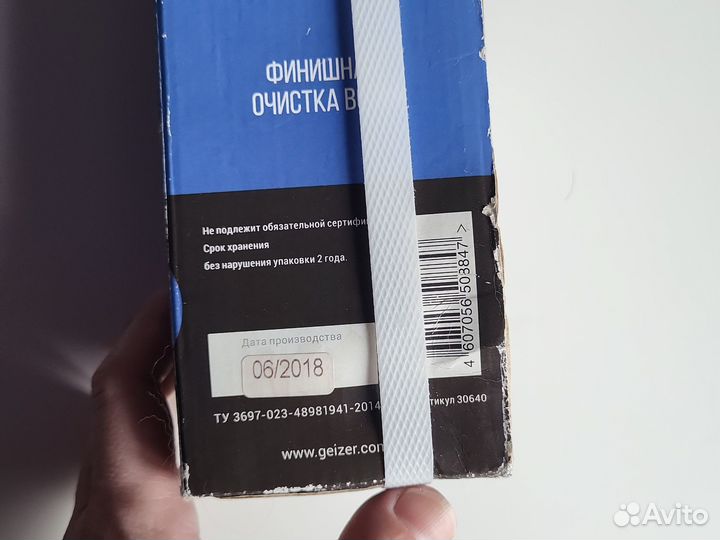 ФИНИШНА
ОЧИСТКА В
Не подлежит обязательной сертифи
Срок хранения
без нарушения упаковки 2 года.
Дата производства
06/2018
4 607056 503847 >
ТУ 3697-023-48981941-2014
тикул 30640
www.geizer.com
Avito